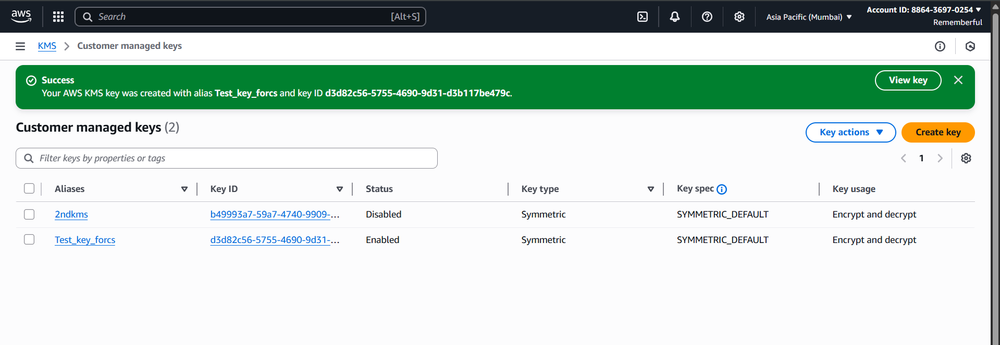 aws
Search [Alt+S]
Asia Pacific (Mumbai)
Account ID: 8864-3697-0254
Rememberful
KMS
Customer managed keys
Success
Your AWS KMS key was created with alias Test_key_forcs and key ID d3d82c56-5755-4690-9d31-d3b117be479c.
View key
Customer managed keys (2)
Key actions
Create key
Filter keys by properties or tags
1
Aliases Key ID Status Key type Key spec Key usage
2ndkms b49993a7-59a7-4740-9909-... Disabled Symmetric SYMMETRIC_DEFAULT Encrypt and decrypt
Test_key_forcs d3d82c56-5755-4690-9d31-... Enabled Symmetric SYMMETRIC_DEFAULT Encrypt and decrypt